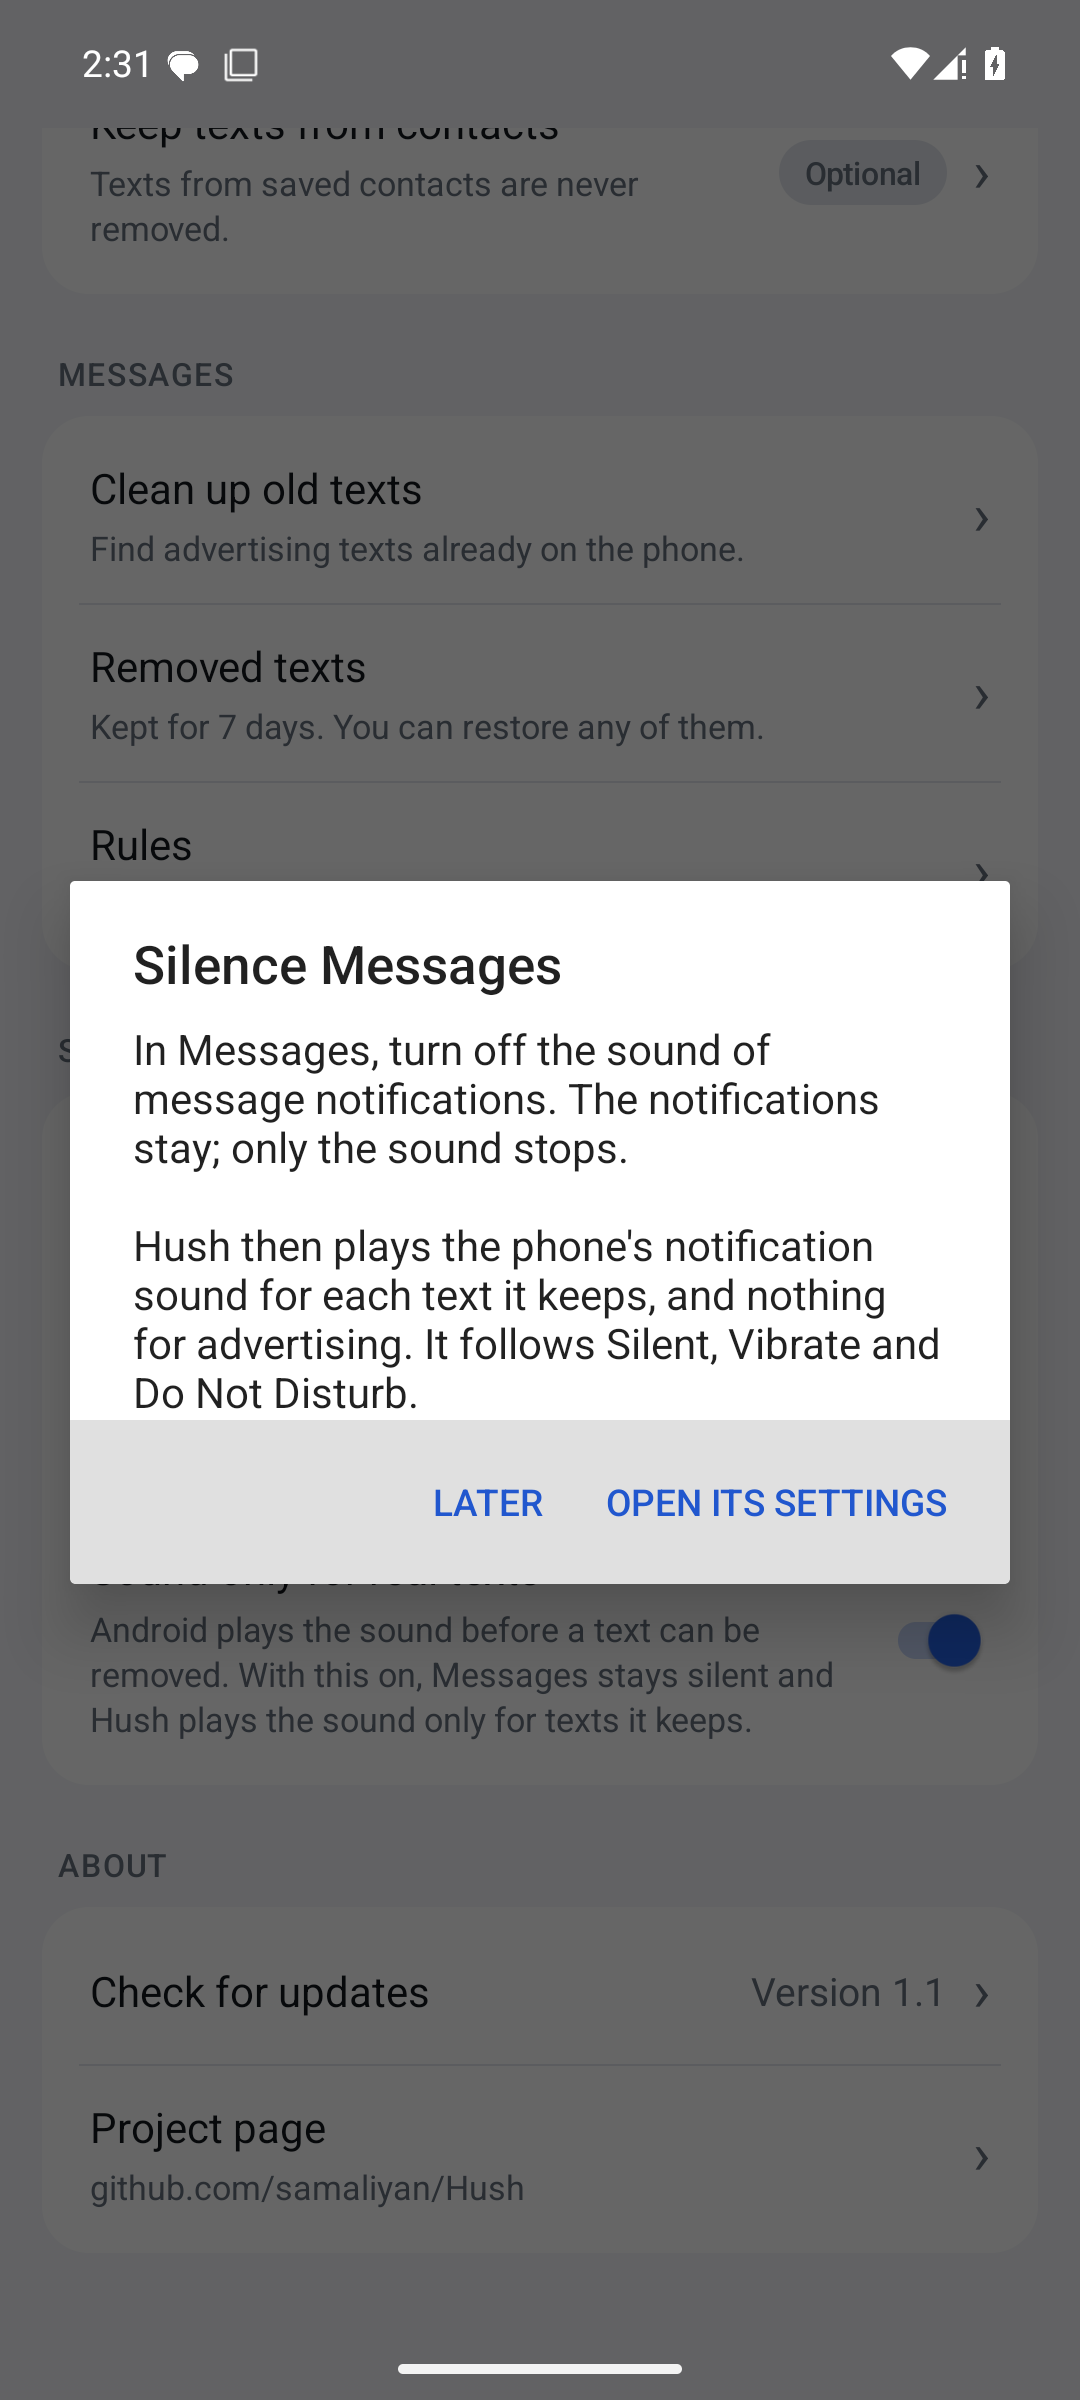 2:31
Keep texts from contacts
Texts from saved contacts are never
removed.
Optional
MESSAGES
Clean up old texts
Find advertising texts already on the phone.
Removed texts
Kept for 7 days. You can restore any of them.
Rules
Silence Messages
In Messages, turn off the sound of
message notifications. The notifications
stay; only the sound stops.
Hush then plays the phone's notification
sound for each text it keeps, and nothing
for advertising. It follows Silent, Vibrate and
Do Not Disturb.
LATER
OPEN ITS SETTINGS
Android plays the sound before a text can be
removed. With this on, Messages stays silent and
Hush plays the sound only for texts it keeps.
ABOUT
Check for updates
Version 1.1
Project page
github.com/samaliyan/Hush